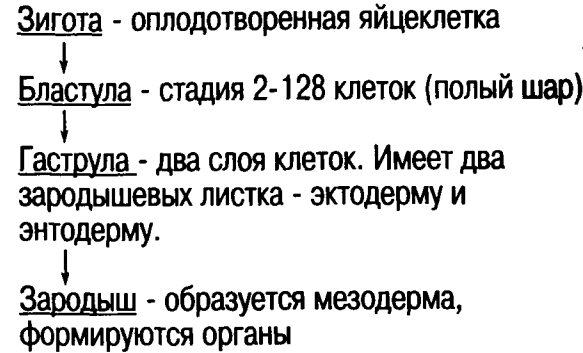 Зигота - оплодотворенная яйцеклетка
Бластула - стадия 2-128 клеток (полый шар)
Гаструла - два слоя клеток. Имеет два
зародышевых листка - эктодерму и
энтодерму.
Зародыш - образуется мезодерма,
формируются органы